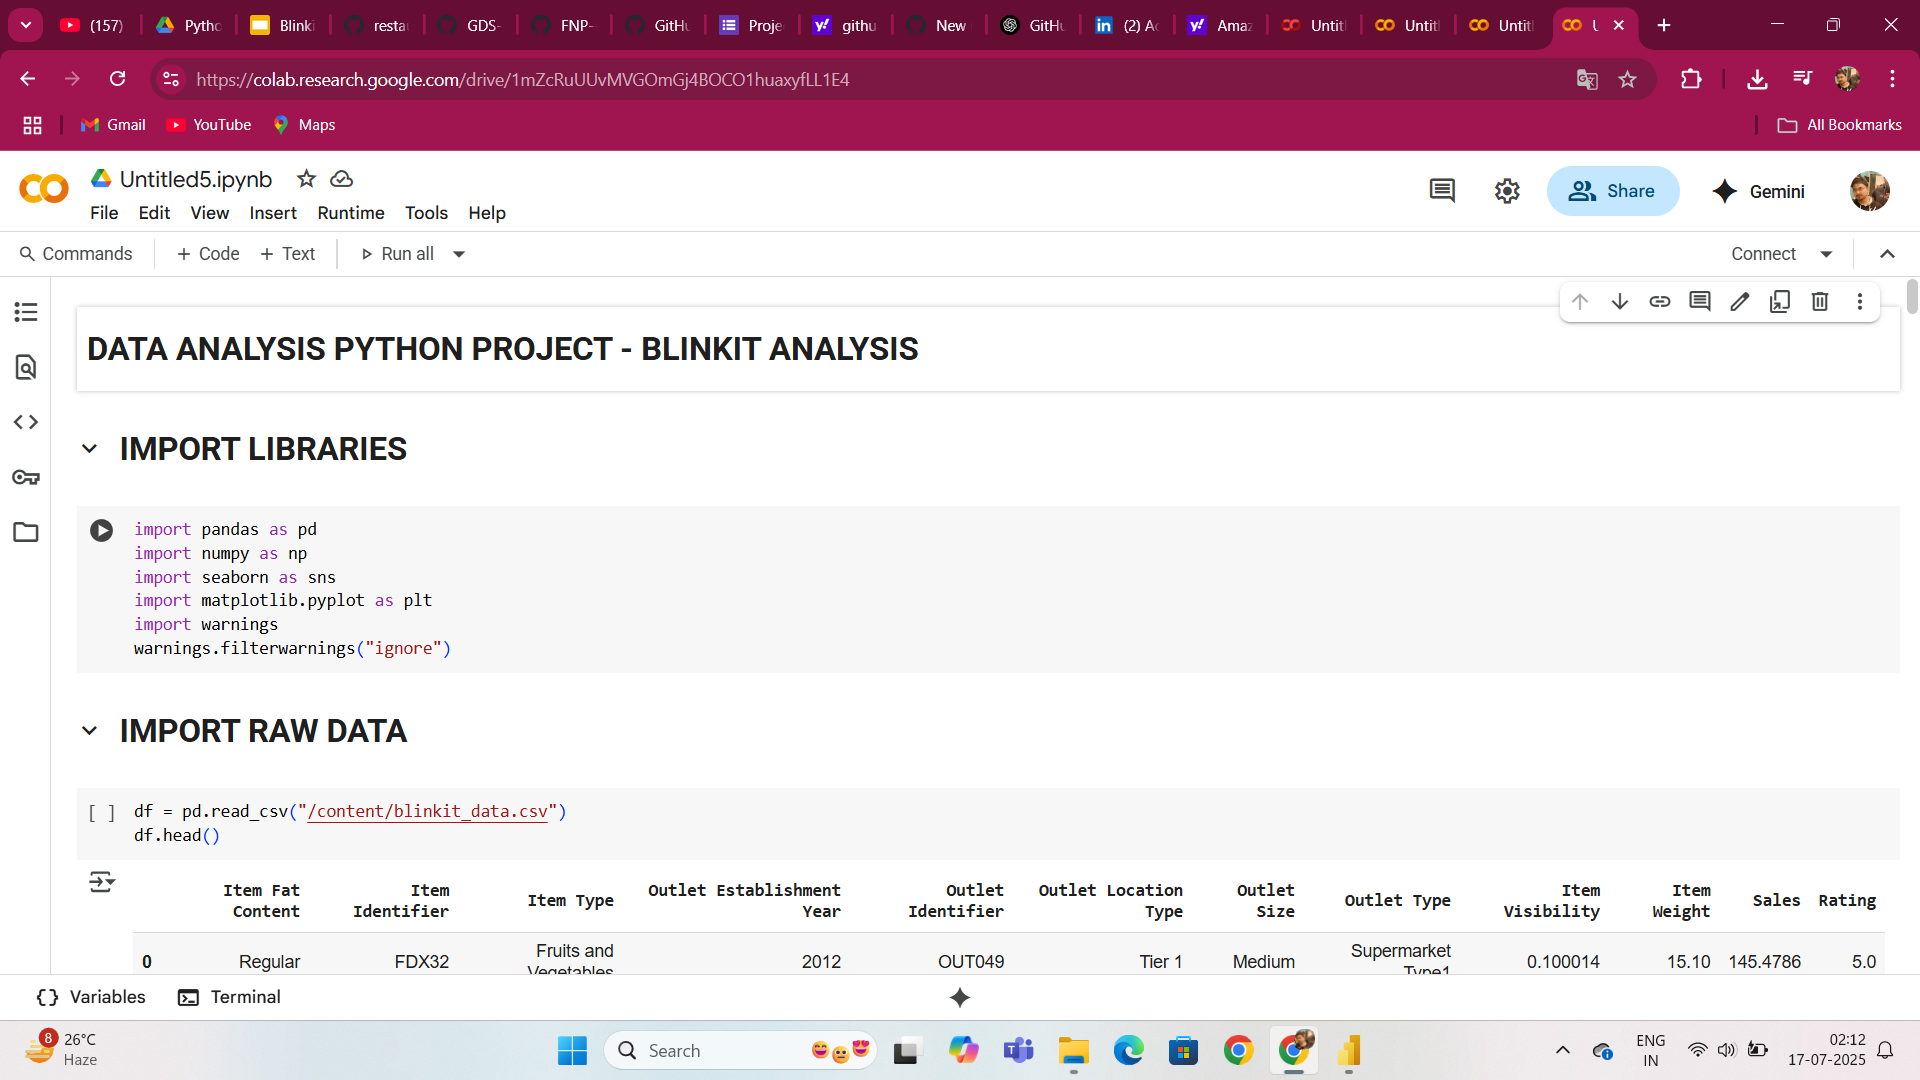 (157)
Pytho
Blinki
resta
GDS-
FNP-
GitHu
Proje
githu
New
GitHu
(2) Ac
Amaz
Untit
Untit
Untit
U
https://colab.research.google.com/drive/1mZcRuUUvMVGOmGj4BOCO1huaxyfLL1E4
Gmail
YouTube
Maps
All Bookmarks
Untitled5.ipynb
File Edit View Insert Runtime Tools Help
Share
Gemini
Commands
+ Code
+ Text
Run all
Connect
DATA ANALYSIS PYTHON PROJECT - BLINKIT ANALYSIS
IMPORT LIBRARIES
import pandas as pd
import numpy as np
import seaborn as sns
import matplotlib.pyplot as plt
import warnings
warnings.filterwarnings("ignore")
IMPORT RAW DATA
[ ] df = pd.read_csv("/content/blinkit_data.csv")
df.head()
Item Fat Content
Item Identifier
Item Type
Outlet Establishment Year
Outlet Identifier
Outlet Location Type
Outlet Size
Outlet Type
Item Visibility
Item Weight
Sales
Rating
0 Regular FDX32 Fruits and Vegetables 2012 OUT049 Tier 1 Medium Supermarket Type1 0.100014 15.10 145.4786 5.0
{} Variables
Terminal
8
26°C
Haze
Search
ENG
IN
02:12
17-07-2025